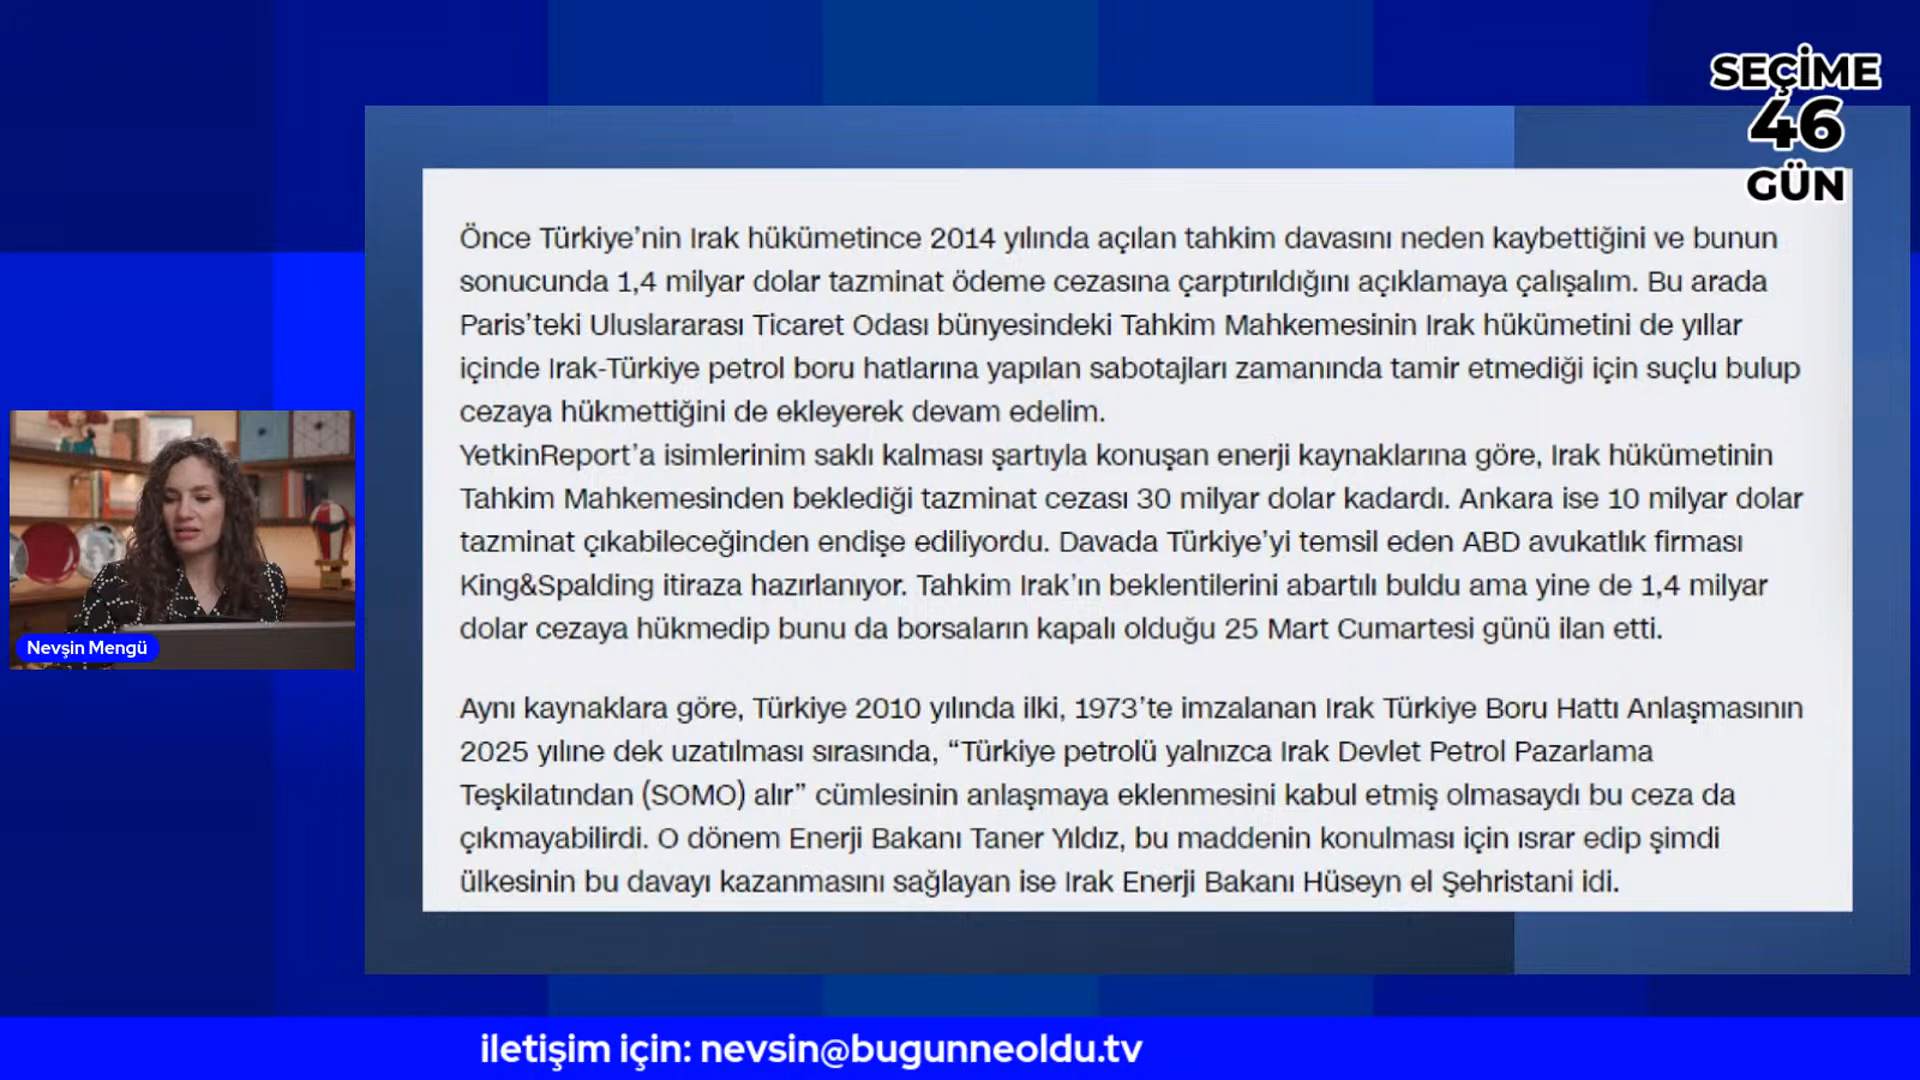 SEÇİME
46
GÜN
Önce Türkiye’nin Irak hükümetince 2014 yılında açılan tahkim davasını neden kaybettiğini ve bunun
sonucunda 1,4 milyar dolar tazminat ödeme cezasına çarptırıldığını açıklamaya çalışalım. Bu arada
Paris’teki Uluslararası Ticaret Odası bünyesindeki Tahkim Mahkemesinin Irak hükümetini de yıllar
içinde Irak-Türkiye petrol boru hatlarına yapılan sabotajları zamanında tamir etmediği için suçlu bulup
cezaya hükmettiğini de ekleyerek devam edelim.
YetkinReport’a isimlerinim saklı kalması şartıyla konuşan enerji kaynaklarına göre, Irak hükümetinin
Tahkim Mahkemesinden beklediği tazminat cezası 30 milyar dolar kadardı. Ankara ise 10 milyar dolar
tazminat çıkabileceğinden endişe ediliyordu. Davada Türkiye’yi temsil eden ABD avukatlık firması
King&Spalding itiraza hazırlanıyor. Tahkim Irak’ın beklentilerini abartılı buldu ama yine de 1,4 milyar
dolar cezaya hükmedip bunu da borsaların kapalı olduğu 25 Mart Cumartesi günü ilan etti.
Aynı kaynaklara göre, Türkiye 2010 yılında ilki, 1973’te imzalanan Irak Türkiye Boru Hattı Anlaşmasının
2025 yılıne dek uzatılması sırasında, “Türkiye petrolü yalnızca Irak Devlet Petrol Pazarlama
Teşkilatından (SOMO) alır” cümlesinin anlaşmaya eklenmesini kabul etmiş olmasaydı bu ceza da
çıkmayabilirdi. O dönem Enerji Bakanı Taner Yıldız, bu maddenin konulması için ısrar edip şimdi
ülkesinin bu davayı kazanmasını sağlayan ise Irak Enerji Bakanı Hüseyn el Şehristani idi.
Nevşin Mengü
iletişim için: nevsin@bugunneoldu.tv